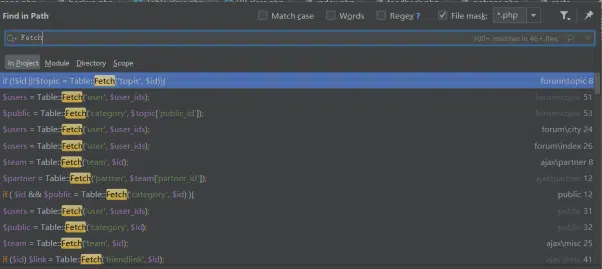 Find in Path
Match case
Words
Regex ?
File mask:
*.php
Fetch
100+ matches in 46+ files
In Project Module Directory Scope
if (!$id ||!$topic = Table::Fetch('topic', $id)){ forum\topic 8
$users = Table::Fetch('user', $user_ids); forum\topic 51
$public = Table::Fetch('category', $topic['public_id']); forum\topic 53
$users = Table::Fetch('user', $user_ids); forum\city 24
$users = Table::Fetch('user', $user_ids); forum\index 26
$team = Table::Fetch('team', $id); ajax\partner 8
$partner = Table::Fetch('partner', $team['partner_id']); ajax\partner 12
if ( $id && $public = Table::Fetch('category', $id) ){ public 12
$users = Table::Fetch('user', $user_ids); public 31
$public = Table::Fetch('category', $id); public 32
$team = Table::Fetch('team', $id); ajax\misc 25
if ($id) $link = Table::Fetch('friendlink', $id); ajax\misc 41